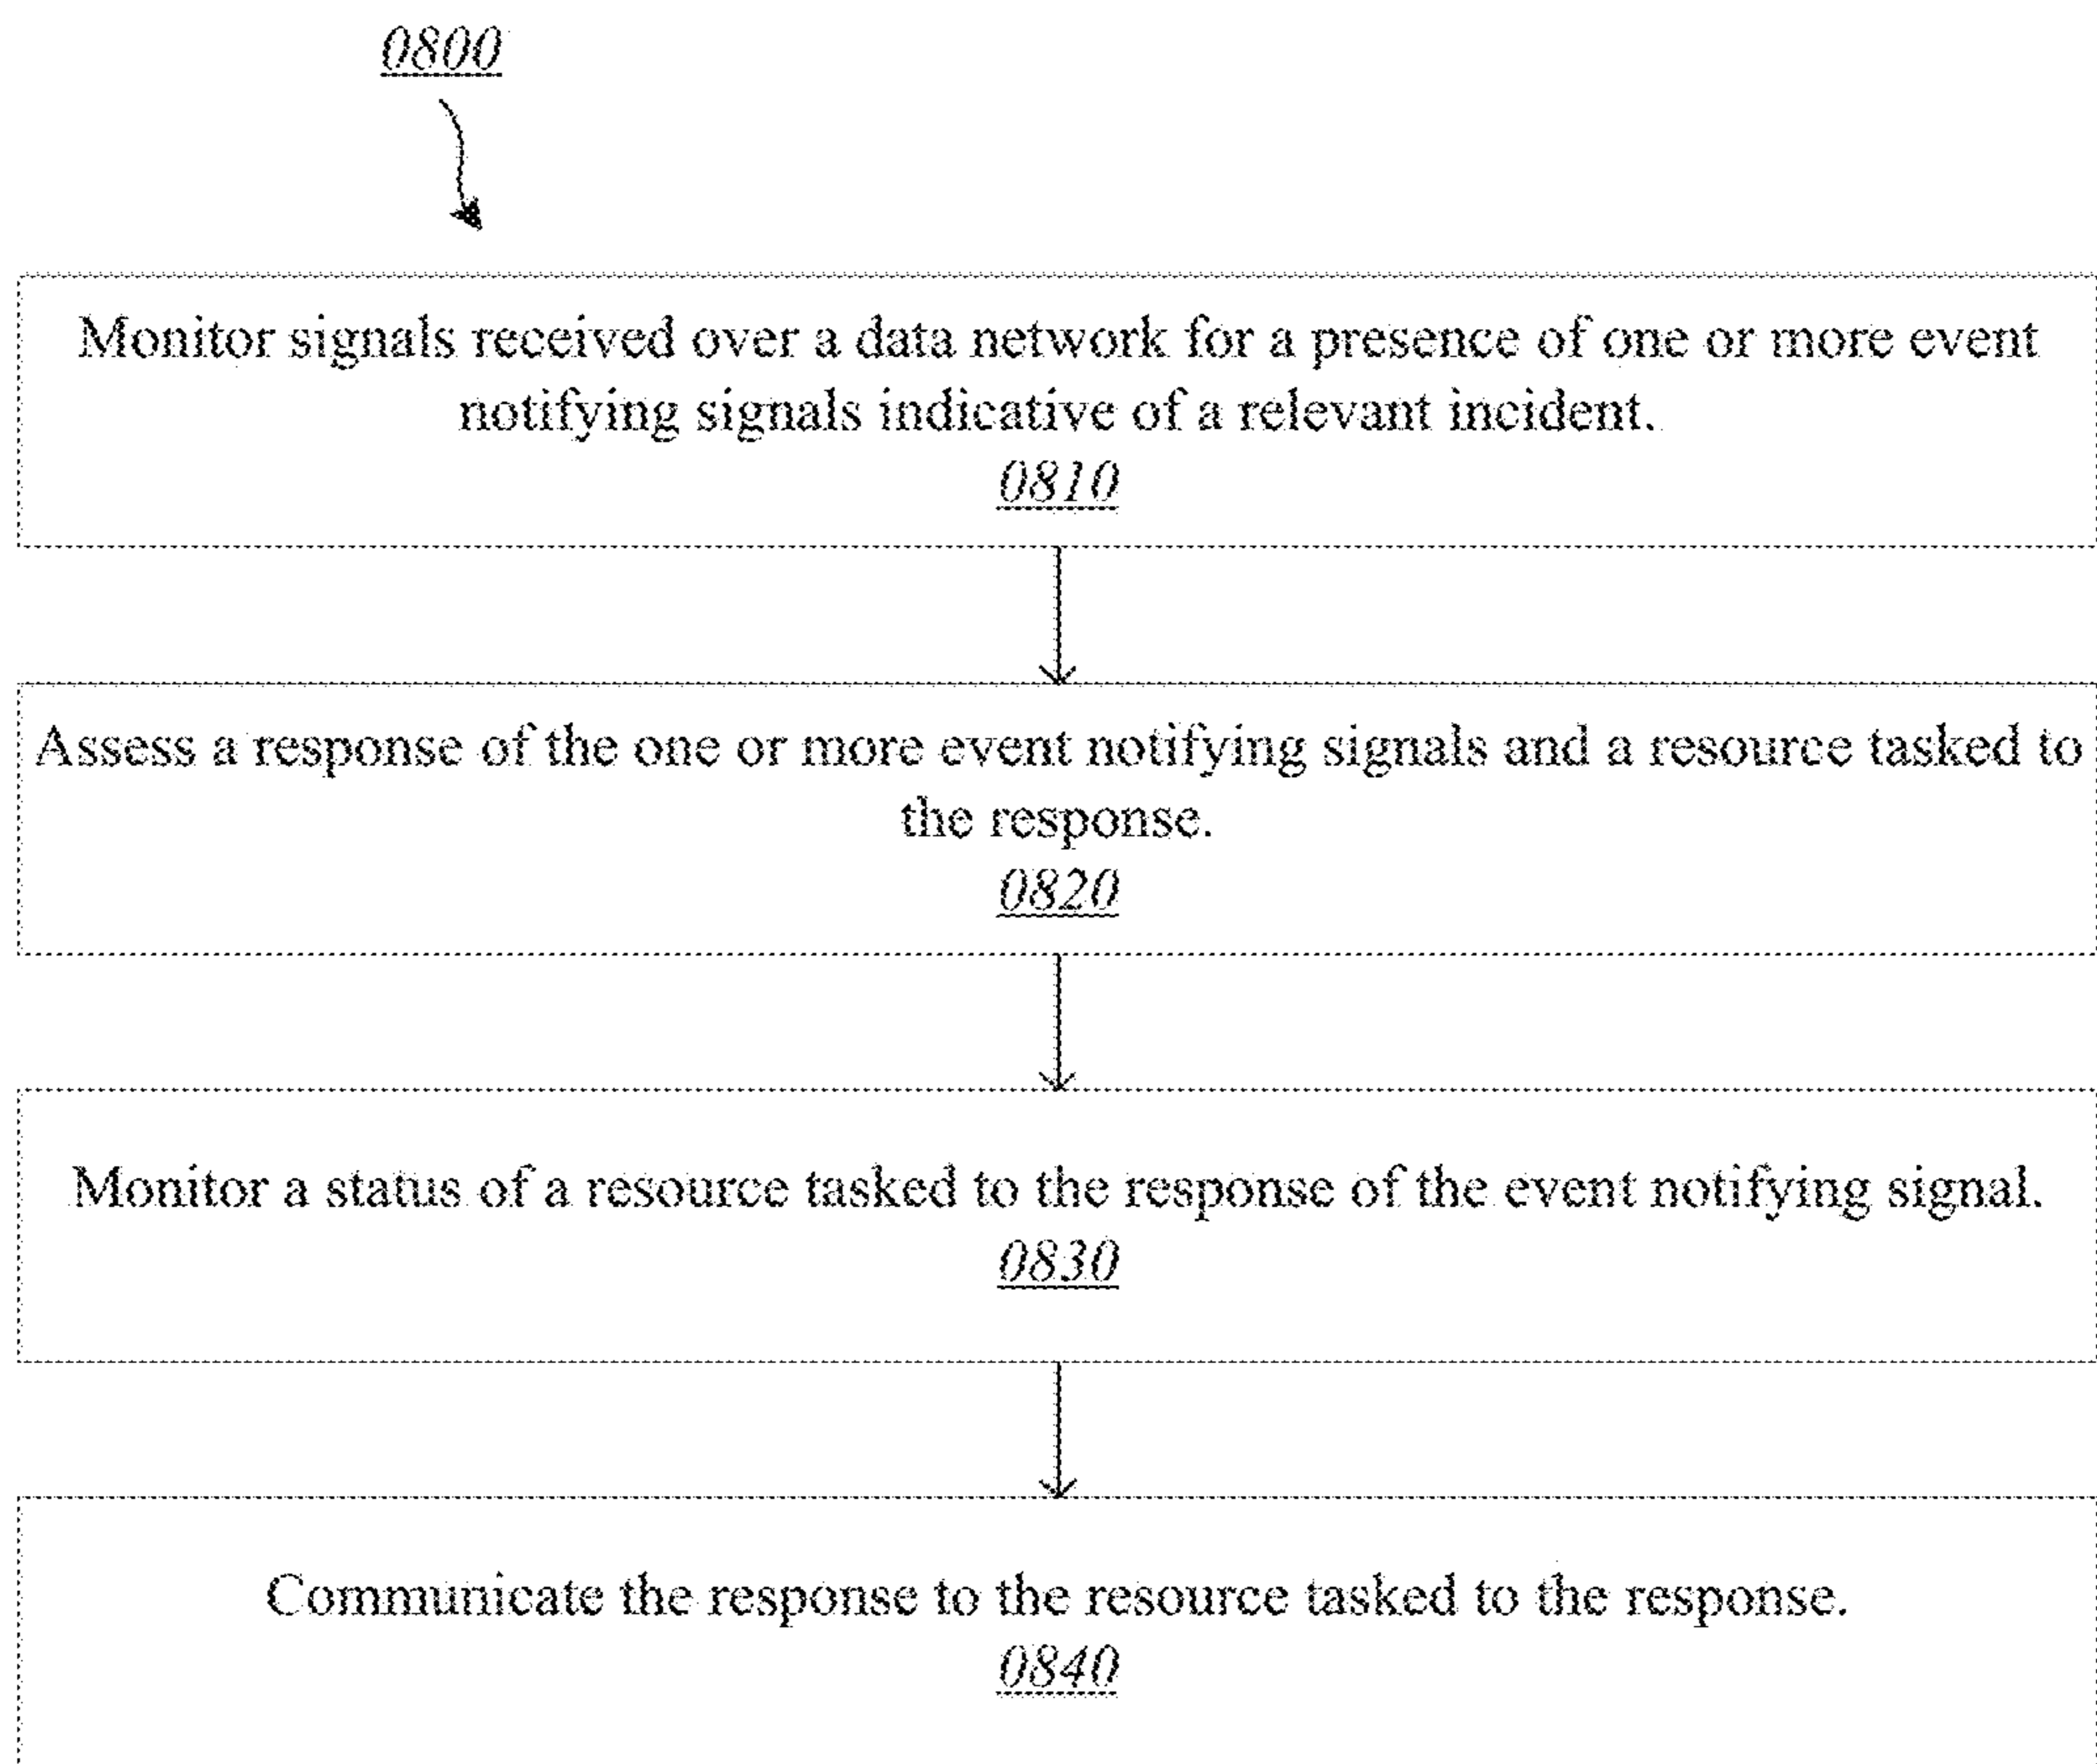 0800
Monitor signals received over a data network for a presence of one or more event
notifying signals indicative of a relevant incident.
0810
Assess a response of the one or more event notifying signals and a resource tasked to
the response.
0820
Monitor a status of a resource tasked to the response of the event notifying signal.
0830
Communicate the response to the resource tasked to the response.
0840